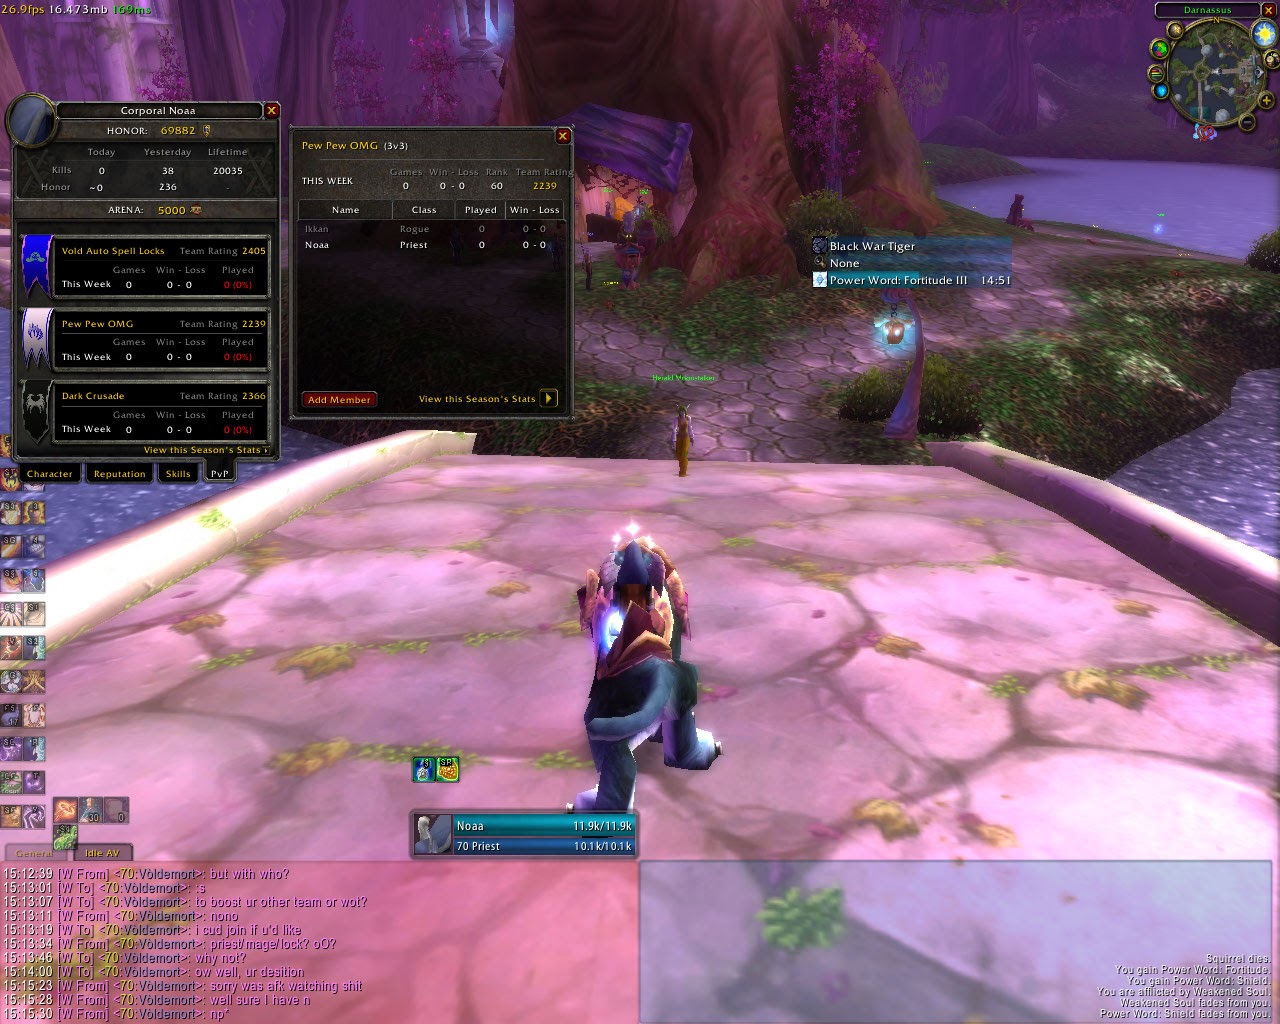 26.9fps 16.473mb 169ms
Darnassus
N
Corporal Noaa
HONOR: 69882
Today Yesterday Lifetime
Kills 0 38 20035
Honor ~0 236 -
ARENA: 5000
Vold Auto Spell Locks Team Rating 2405
Games Win - Loss Played
This Week 0 0 - 0 0 (0%)
Pew Pew OMG Team Rating 2239
Games Win - Loss Played
This Week 0 0 - 0 0 (0%)
Dark Crusade Team Rating 2366
Games Win - Loss Played
This Week 0 0 - 0 0 (0%)
View this Season's Stats
Character Reputation Skills PvP
Pew Pew OMG (3v3)
Games Win - Loss Rank Team Rating
THIS WEEK 0 0 - 0 60 2239
Name Class Played Win - Loss
Ikkan Rogue 0 0 - 0
Noaa Priest 0 0 - 0
Add Member View this Season's Stats
Black War Tiger
None
Power Word: Fortitude III 14:51
Herald Moonstalker
Noaa 11.9k/11.9k
70 Priest 10.1k/10.1k
30 0
General Idle AV
15:12:39 [W From] <70:Voldemort>: but with who?
15:13:01 [W To] <70:Voldemort>: :s
15:13:07 [W To] <70:Voldemort>: to boost ur other team or wot?
15:13:11 [W From] <70:Voldemort>: nono
15:13:19 [W To] <70:Voldemort>: i cud join if u'd like
15:13:34 [W From] <70:Voldemort>: priest/mage/lock? oO?
15:13:46 [W To] <70:Voldemort>: why not?
15:14:00 [W To] <70:Voldemort>: ow well, ur desition
15:15:23 [W From] <70:Voldemort>: sorry was afk watching shit
15:15:28 [W From] <70:Voldemort>: well sure I have n
15:15:30 [W From] <70:Voldemort>: np*
Squirrel dies.
You gain Power Word: Fortitude.
You gain Power Word: Shield.
You are afflicted by Weakened Soul.
Weakened Soul fades from you.
Power Word: Shield fades from you.